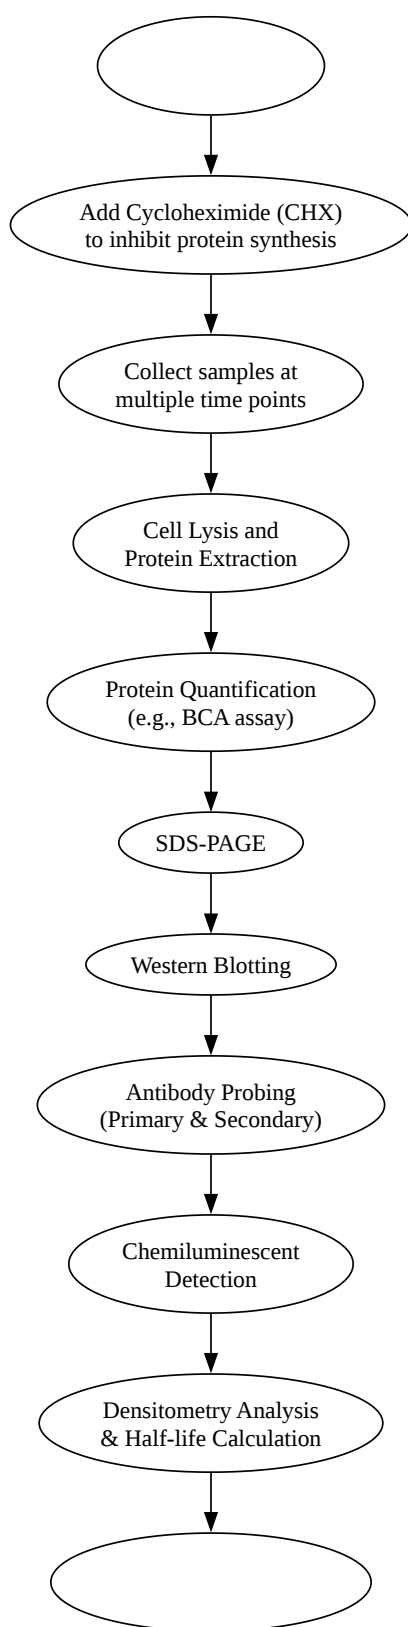 Add Cycloheximide (CHX)
to inhibit protein synthesis
Collect samples at
multiple time points
Cell Lysis and
Protein Extraction
Protein Quantification
(e.g., BCA assay)
SDS-PAGE
Western Blotting
Antibody Probing
(Primary & Secondary)
Chemiluminescent
Detection
Densitometry Analysis
& Half-life Calculation